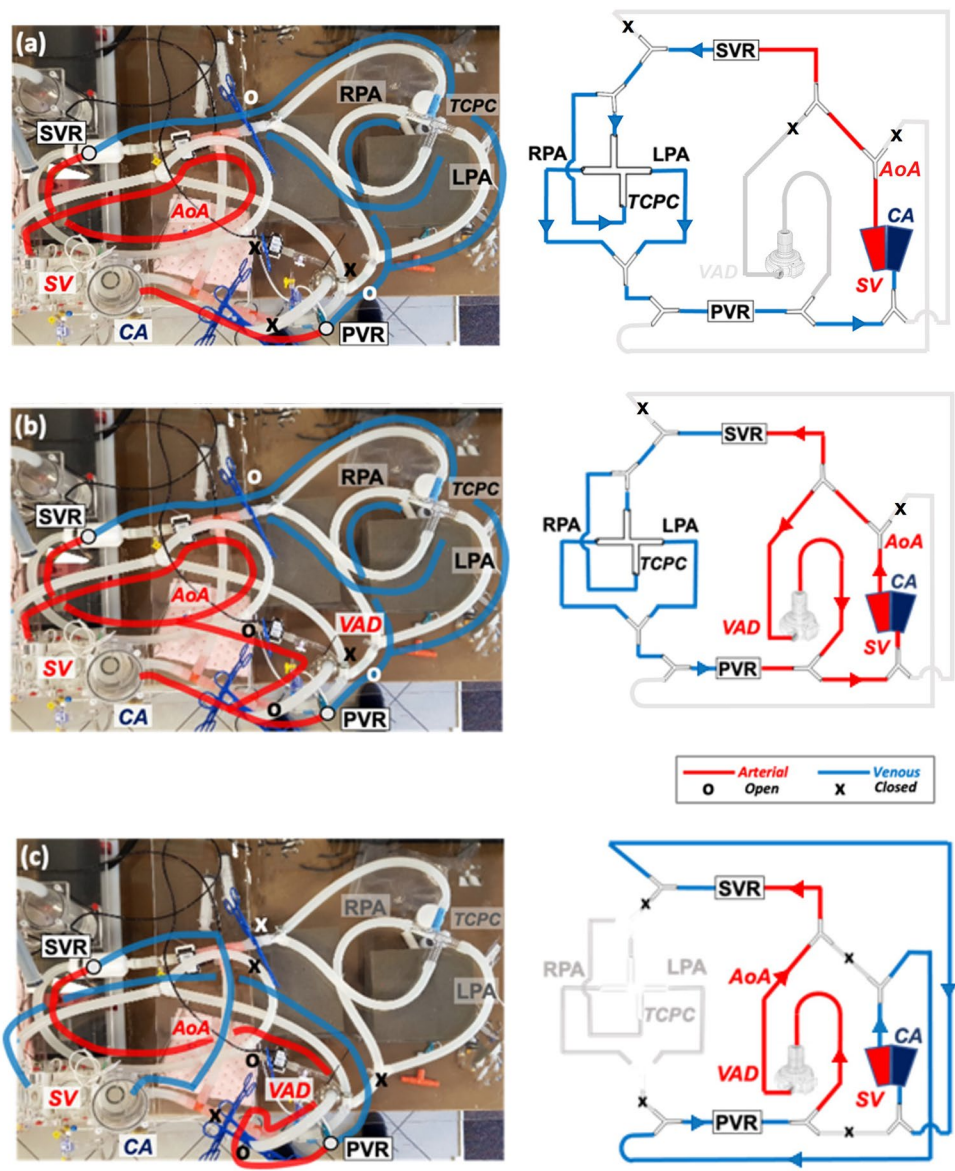 (a)
SVR
RPA
TCPC
LPA
AoA
SV
CA
PVR
o
x
x
x
o
x
SVR
x
x
RPA
LPA
TCPC
AoA
CA
SV
VAD
PVR
(b)
SVR
RPA
TCPC
LPA
AoA
VAD
SV
CA
PVR
o
o
x
o
o
x
SVR
x
RPA
LPA
TCPC
AoA
CA
SV
VAD
PVR
Arterial
Venous
o Open
x Closed
(c)
SVR
RPA
TCPC
LPA
AoA
VAD
SV
CA
PVR
x
x
o
x
x
o
SVR
x
x
RPA
LPA
TCPC
AoA
CA
SV
VAD
x
PVR
x